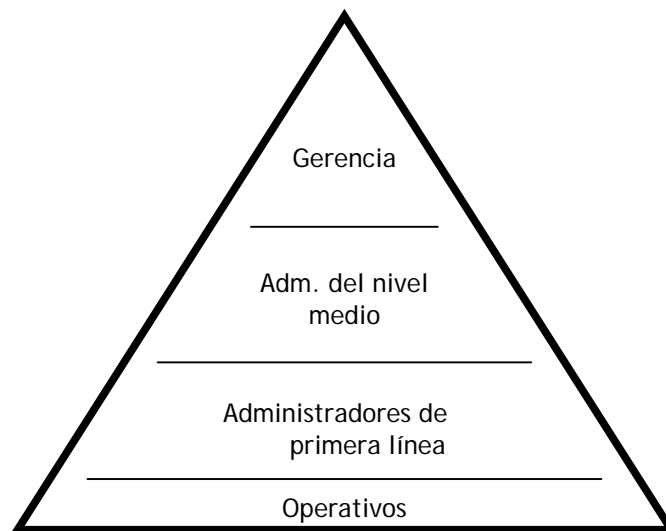 Gerencia
Adm. del nivel
medio
Administradores de
primera línea
Operativos